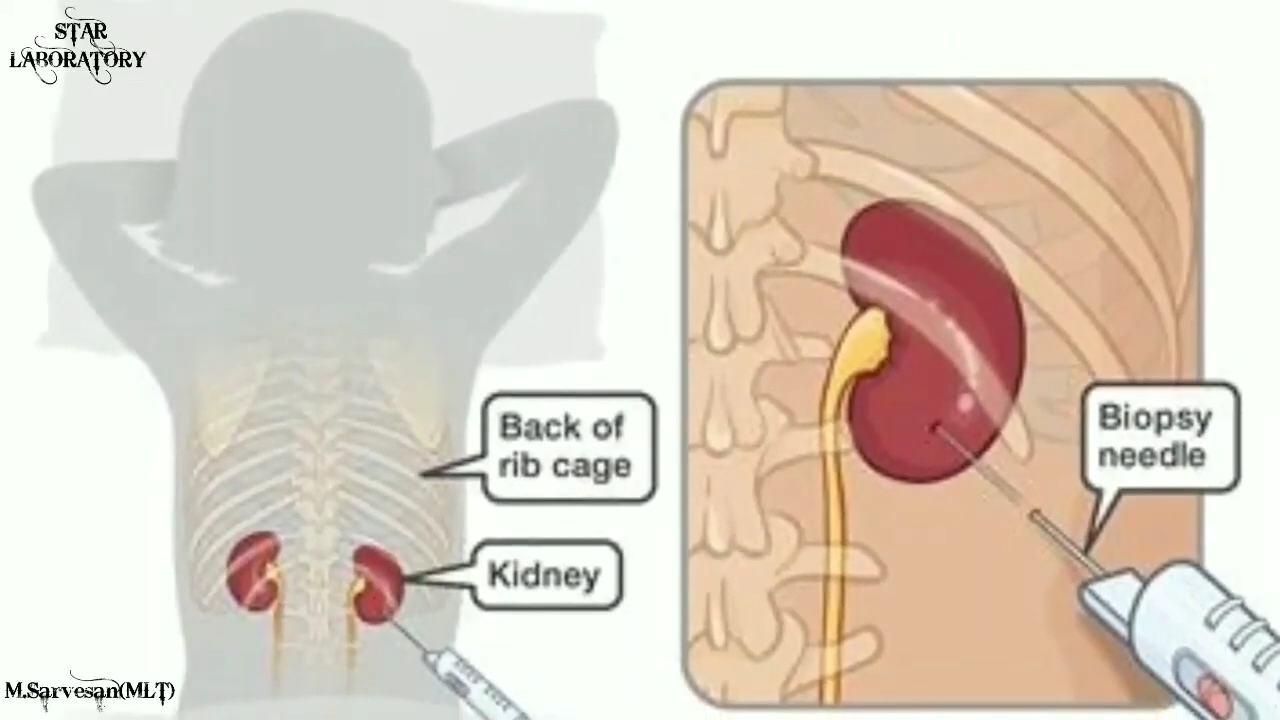 STAR
LABORATORY
Back of
rib cage
Kidney
Biopsy
needle
M.Sarvesan(MLT)